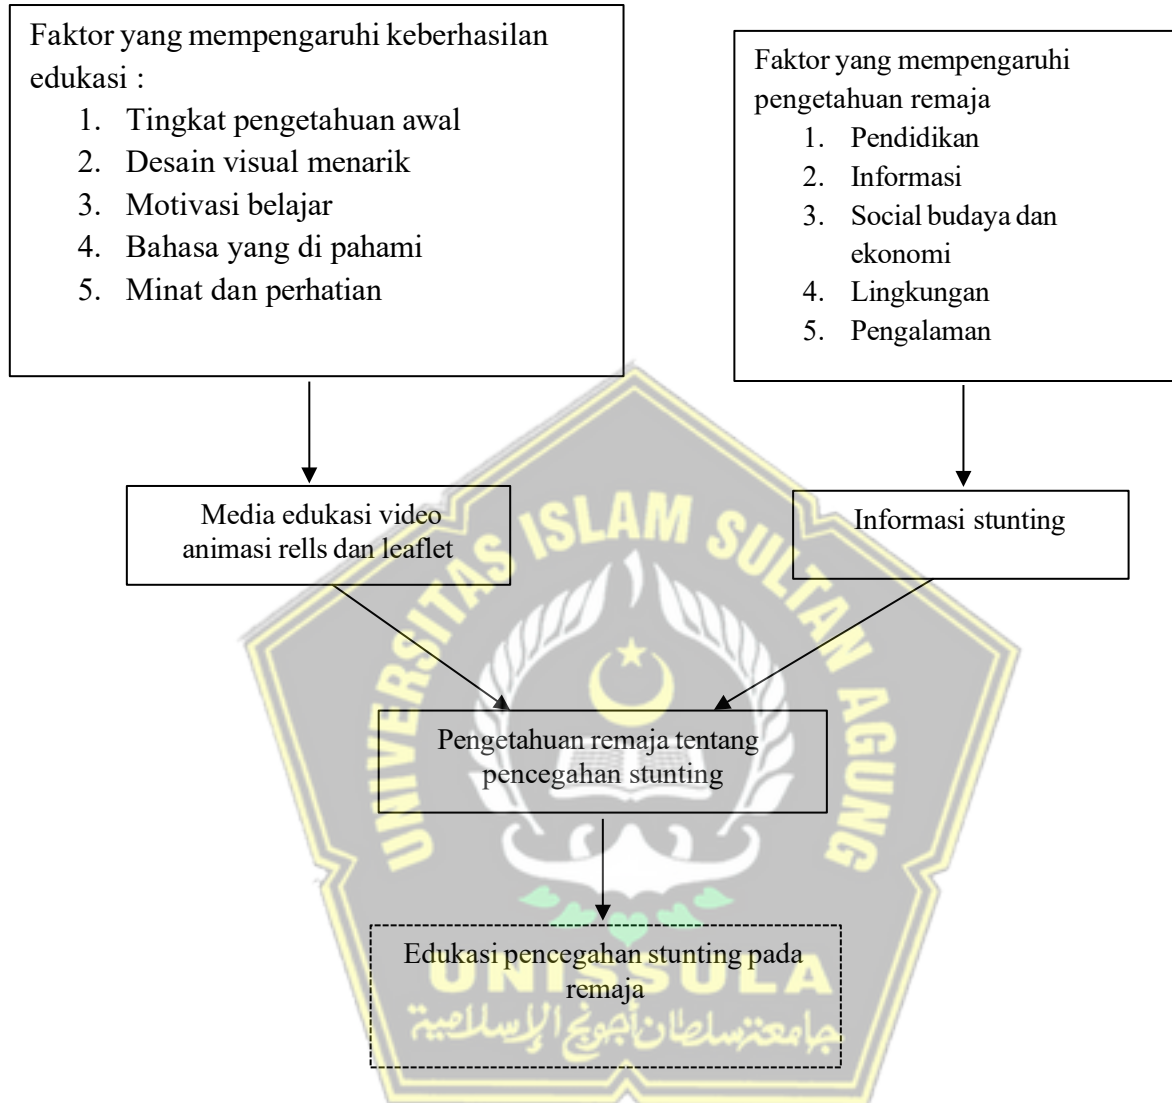 Faktor yang mempengaruhi keberhasilan
edukasi :
1. Tingkat pengetahuan awal
2. Desain visual menarik
3. Motivasi belajar
4. Bahasa yang di pahami
5. Minat dan perhatian
Faktor yang mempengaruhi
pengetahuan remaja
1. Pendidikan
2. Informasi
3. Social budaya dan
ekonomi
4. Lingkungan
5. Pengalaman
Media edukasi video
animasi rells dan leaflet
Informasi stunting
UNIVERSITAS ISLAM SULTAN AGUNG
Pengetahuan remaja tentang
pencegahan stunting
Edukasi pencegahan stunting pada
remaja
UNISSULA
جامعة سلطان أجونج الإسلامية